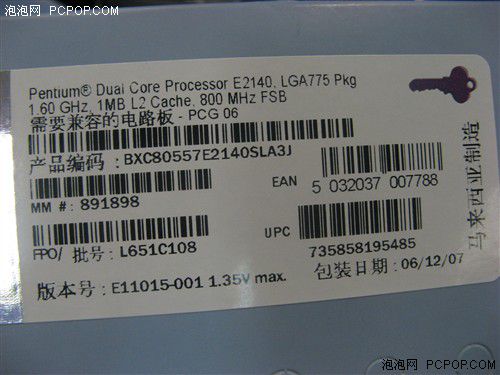 泡泡网 PCPOP.COM
Pentium® Dual Core Processor E2140, LGA775 Pkg
1.60 GHz, 1MB L2 Cache, 800 MHz FSB
需要兼容的电路板 - PCG 06
产品编码 : BXC80557E2140SLA3J
EAN 5 032037 007788
MM # : 891898
UPC 735858195485
FPO/ 批号 : L651C108
包装日期 : 06/12/07
版本号 : E11015-001 1.35V max.
马来西亚制造
泡泡网 PCPOP.COM